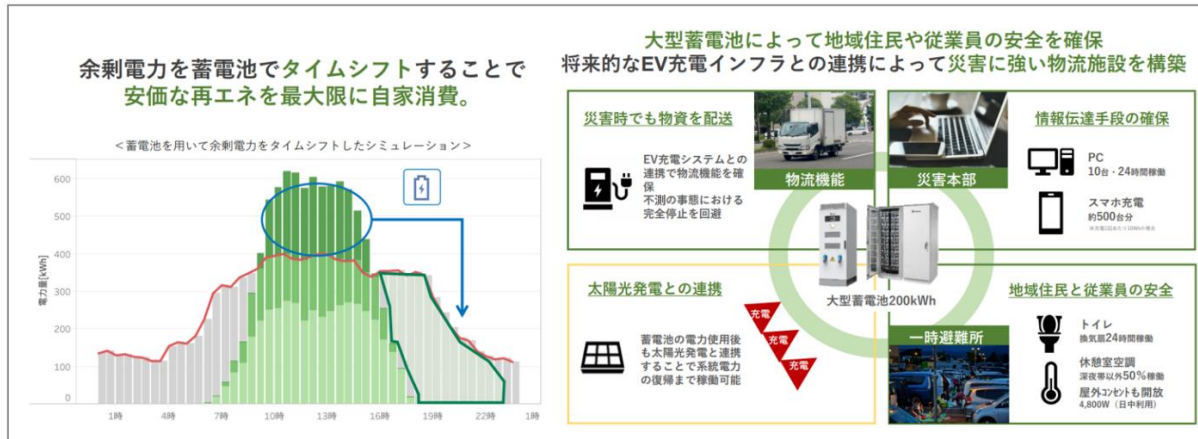 余剰電力を蓄電池でタイムシフトすることで
安価な再エネを最大限に自家消費。
＜蓄電池を用いて余剰電力をタイムシフトしたシミュレーション＞
電力量[kWh]
600
500
400
300
200
100
0
1時
4時
7時
10時
13時
16時
19時
22時
1時
大型蓄電池によって地域住民や従業員の安全を確保
将来的なEV充電インフラとの連携によって災害に強い物流施設を構築
災害時でも物資を配送
EV充電システムとの
連携で物流機能を確
保
不測の事態における
完全停止を回避
物流機能
災害本部
情報伝達手段の確保
PC
10台・24時間稼働
スマホ充電
約500台分
大型蓄電池200kWh
太陽光発電との連携
蓄電池の電力使用後
も太陽光発電と連携
することで系統電力
の復帰まで稼働可能
充電
充電
充電
一時避難所
地域住民と従業員の安全
トイレ
換気扇24時間稼働
休憩室空調
深夜帯以外50%稼働
屋外コンセントも開放
4,800W（日中利用）